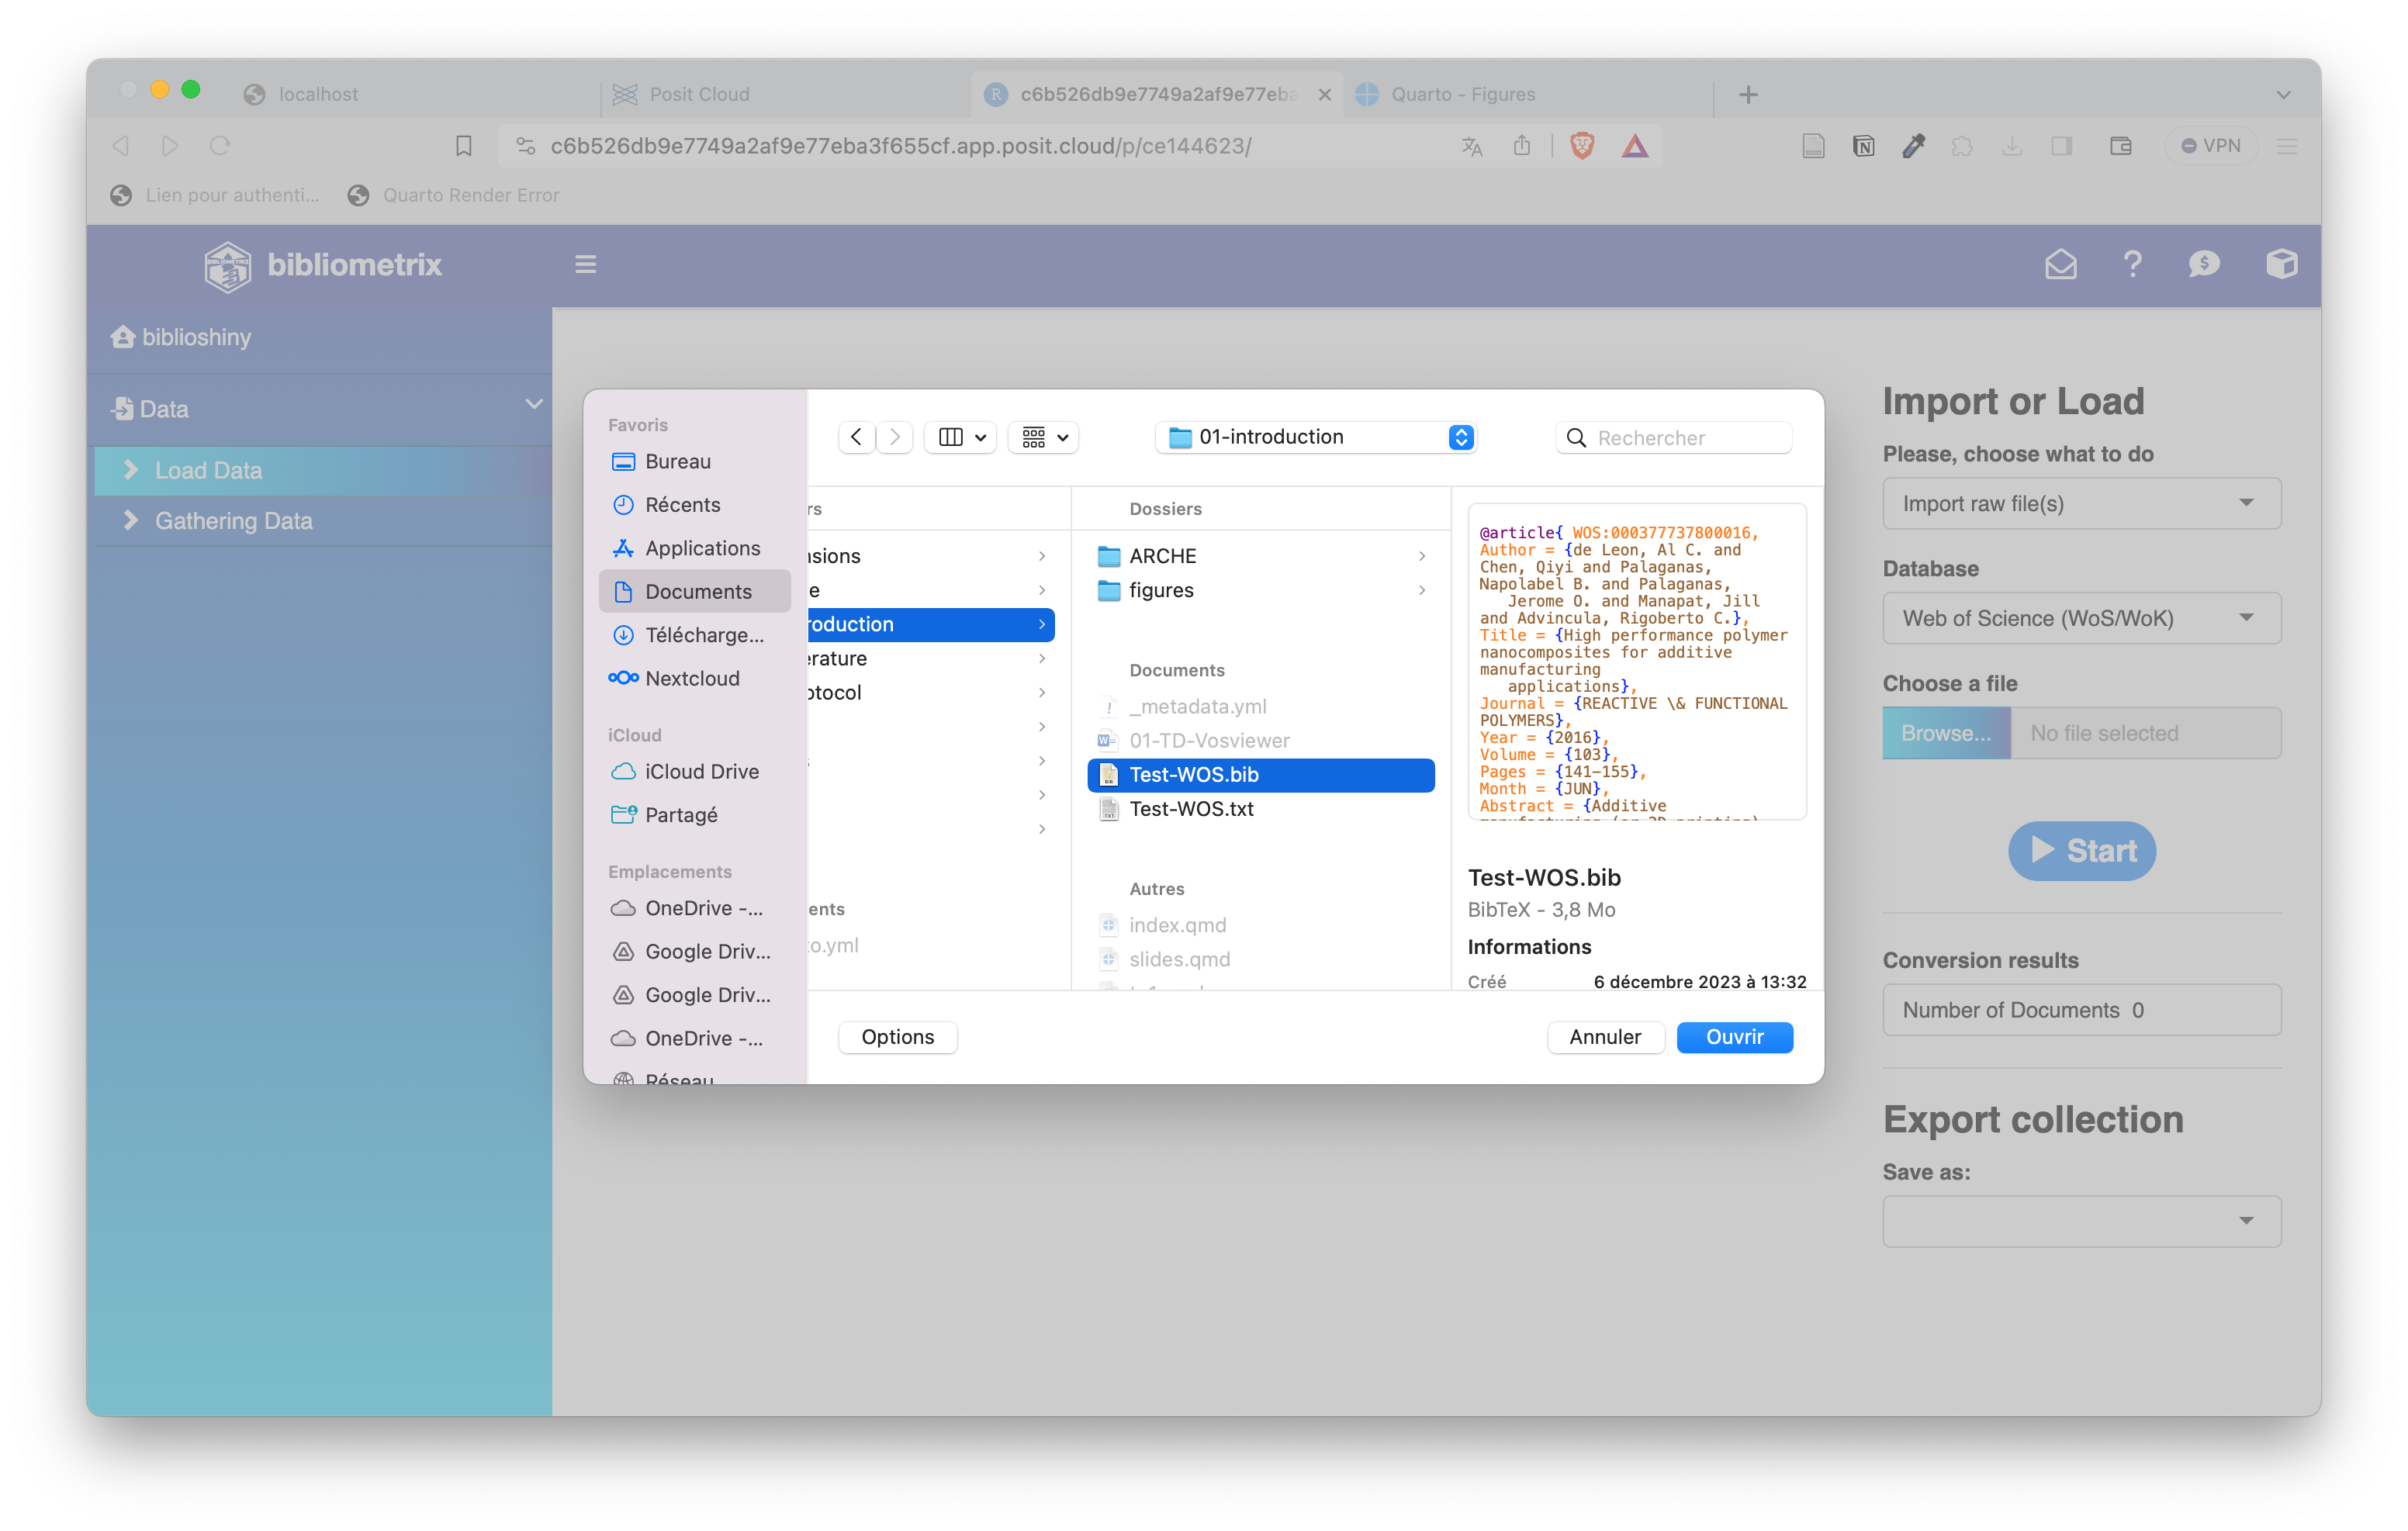 localhost
Posit Cloud
c6b526db9e7749a2af9e77eba
Quarto - Figures
c6b526db9e7749a2af9e77eba3f655cf.app.posit.cloud/p/ce144623/
VPN
Lien pour authenti...
Quarto Render Error
bibliometrix
biblioshiny
Data
Load Data
Gathering Data
Favoris
Bureau
Récents
Applications
Documents
Télécharge...
Nextcloud
iCloud
iCloud Drive
Partagé
Emplacements
OneDrive -...
Google Driv...
Google Driv...
OneDrive -...
Réseau
01-introduction
Rechercher
rs
nsions
e
roduction
erature
otocol
ents
o.yml
Dossiers
ARCHE
figures
Documents
_metadata.yml
01-TD-Vosviewer
Test-WOS.bib
Test-WOS.txt
Autres
index.qmd
slides.qmd
@article{ WOS:000377737800016,
Author = {de Leon, Al C. and
Chen, Qiyi and Palaganas,
Napolabel B. and Palaganas,
Jerome O. and Manapat, Jill
and Advincula, Rigoberto C.},
Title = {High performance polymer
nanocomposites for additive
manufacturing
applications},
Journal = {REACTIVE \& FUNCTIONAL
POLYMERS},
Year = {2016},
Volume = {103},
Pages = {141-155},
Month = {JUN},
Abstract = {Additive
manufacturing (or 3D printing)
Test-WOS.bib
BibTeX - 3,8 Mo
Informations
Créé 6 décembre 2023 à 13:32
Options
Annuler
Ouvrir
Import or Load
Please, choose what to do
Import raw file(s)
Database
Web of Science (WoS/WoK)
Choose a file
Browse...
No file selected
Start
Conversion results
Number of Documents 0
Export collection
Save as: